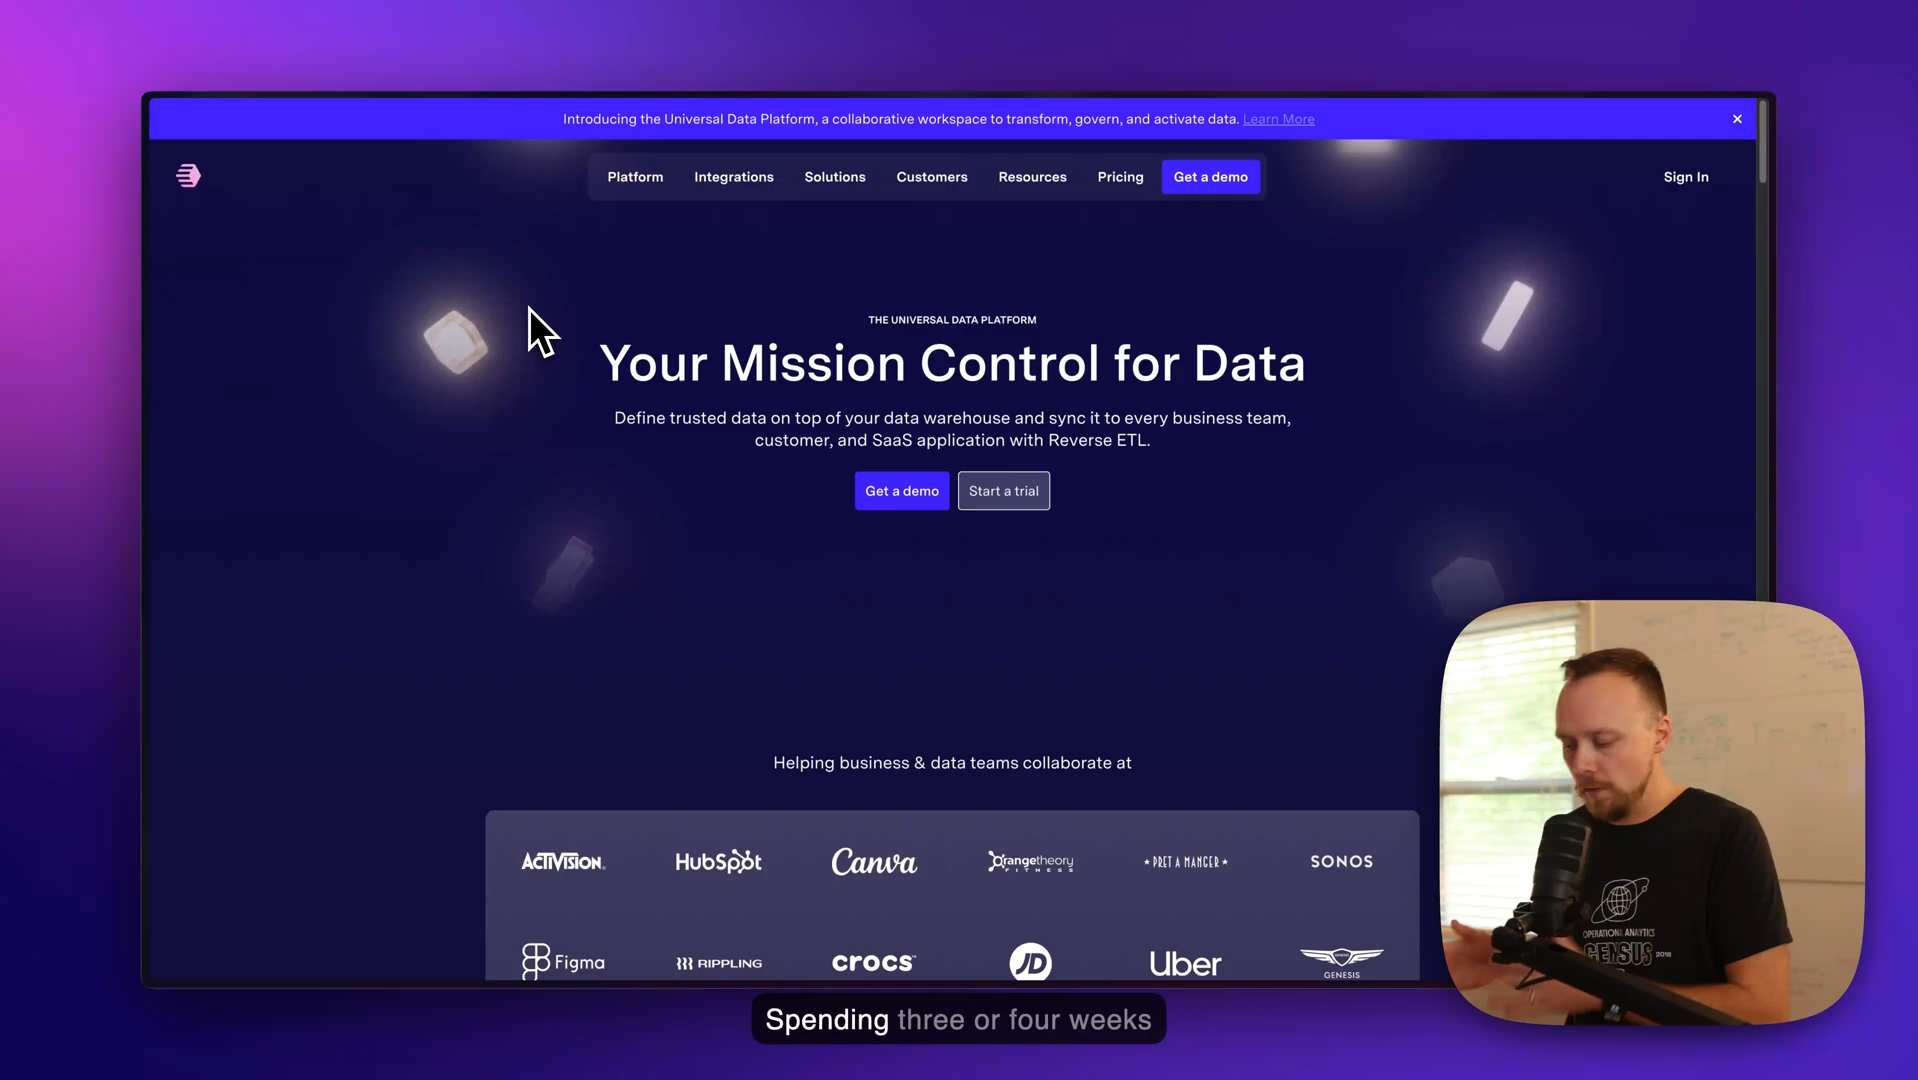 Introducing the Universal Data Platform, a collaborative workspace to transform, govern, and activate data. Learn More
Platform Integrations Solutions Customers Resources Pricing Get a demo Sign In
THE UNIVERSAL DATA PLATFORM
Your Mission Control for Data
Define trusted data on top of your data warehouse and sync it to every business team,
customer, and SaaS application with Reverse ETL.
Get a demo Start a trial
Helping business & data teams collaborate at
ACTIVISION HubSpot Canva Orangetheory FITNESS PRET A MANGER SONOS
Figma RIPPLING crocs JD Uber GENESIS
OPERATIONAL ANALYTICS
CENSUS 2018
Spending three or four weeks